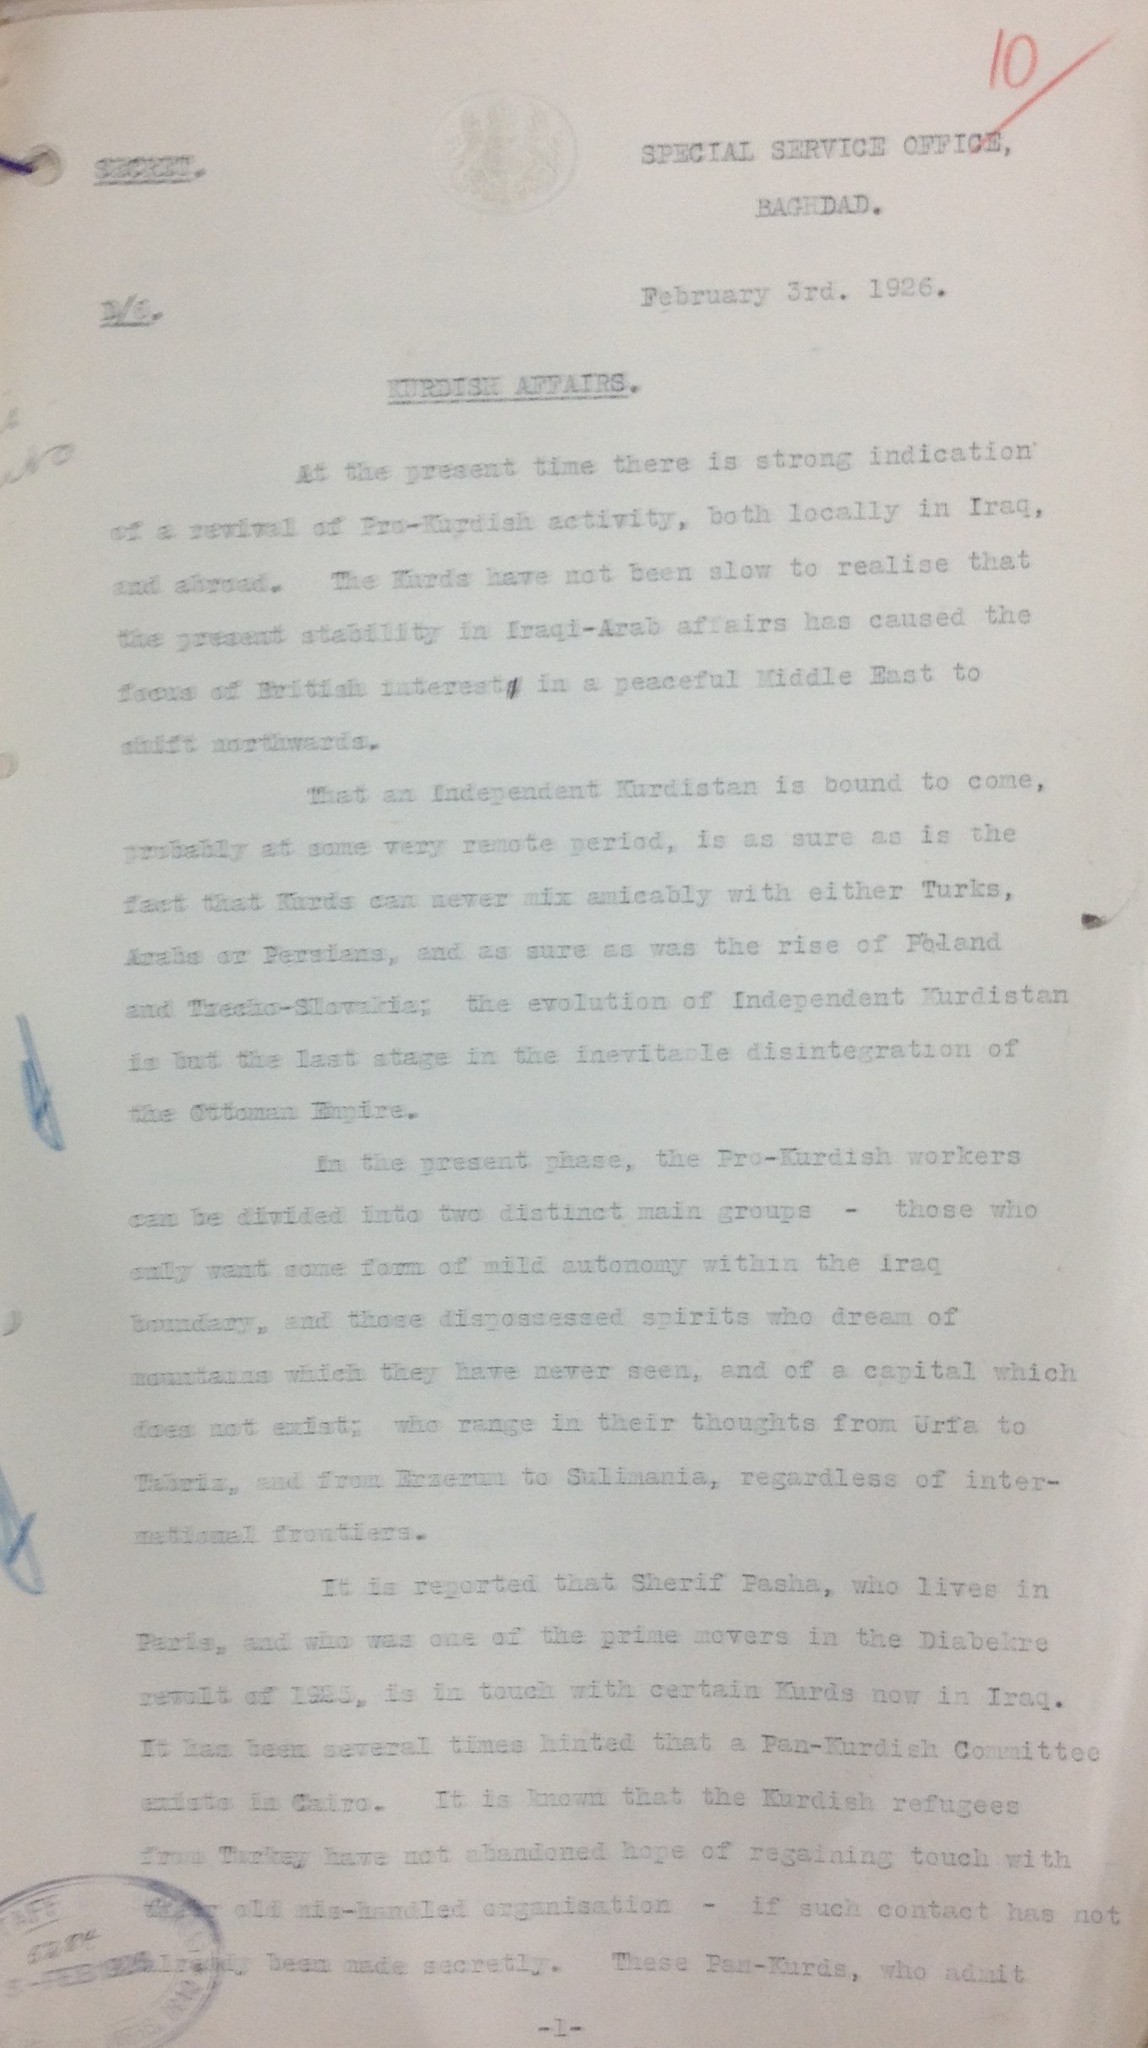 10
SECRET.
SPECIAL SERVICE OFFICE,
BAGHDAD.
February 3rd. 1926.
KURDISH AFFAIRS.
At the present time there is strong indication
of a revival of Pro-Kurdish activity, both locally in Iraq,
and abroad. The Kurds have not been slow to realise that
the present stability in Iraqi-Arab affairs has caused the
focus of British interest in a peaceful Middle East to
shift northwards.
That an Independent Kurdistan is bound to come,
probably at some very remote period, is as sure as is the
fact that Kurds can never mix amicably with either Turks,
Arabs or Persians, and as sure as was the rise of Poland
and Tzecho-Slovakia; the evolution of Independent Kurdistan
is but the last stage in the inevitable disintegration of
the Ottoman Empire.
In the present phase, the Pro-Kurdish workers
can be divided into two distinct main groups - those who
only want some form of mild autonomy within the Iraq
boundary, and those dispossessed spirits who dream of
mountains which they have never seen, and of a capital which
does not exist; who range in their thoughts from Urfa to
Tabriz, and from Erzerum to Sulimania, regardless of inter-
national frontiers.
It is reported that Sherif Pasha, who lives in
Paris, and who was one of the prime movers in the Diabekre
revolt of 1925, is in touch with certain Kurds now in Iraq.
It has been several times hinted that a Pan-Kurdish Committee
exists in Cairo. It is known that the Kurdish refugees
from Turkey have not abandoned hope of regaining touch with
their old mis-handled organisation - if such contact has not
already been made secretly. These Pan-Kurds, who admit
-1-